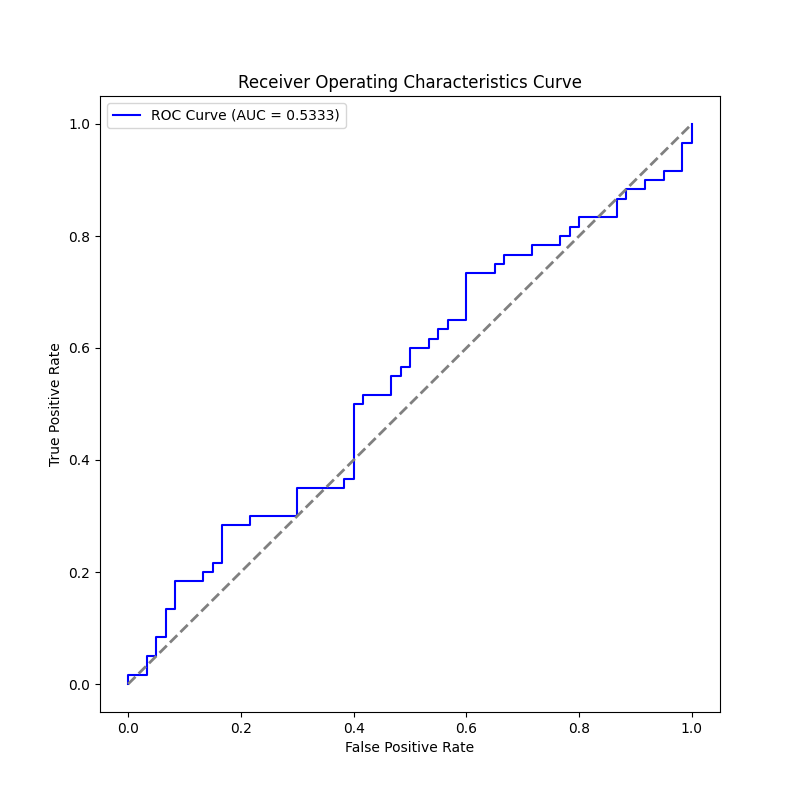 Receiver Operating Characteristics Curve
ROC Curve (AUC = 0.5333)
True Positive Rate
1.0
0.8
0.6
0.4
0.2
0.0
0.0 0.2 0.4 0.6 0.8 1.0
False Positive Rate